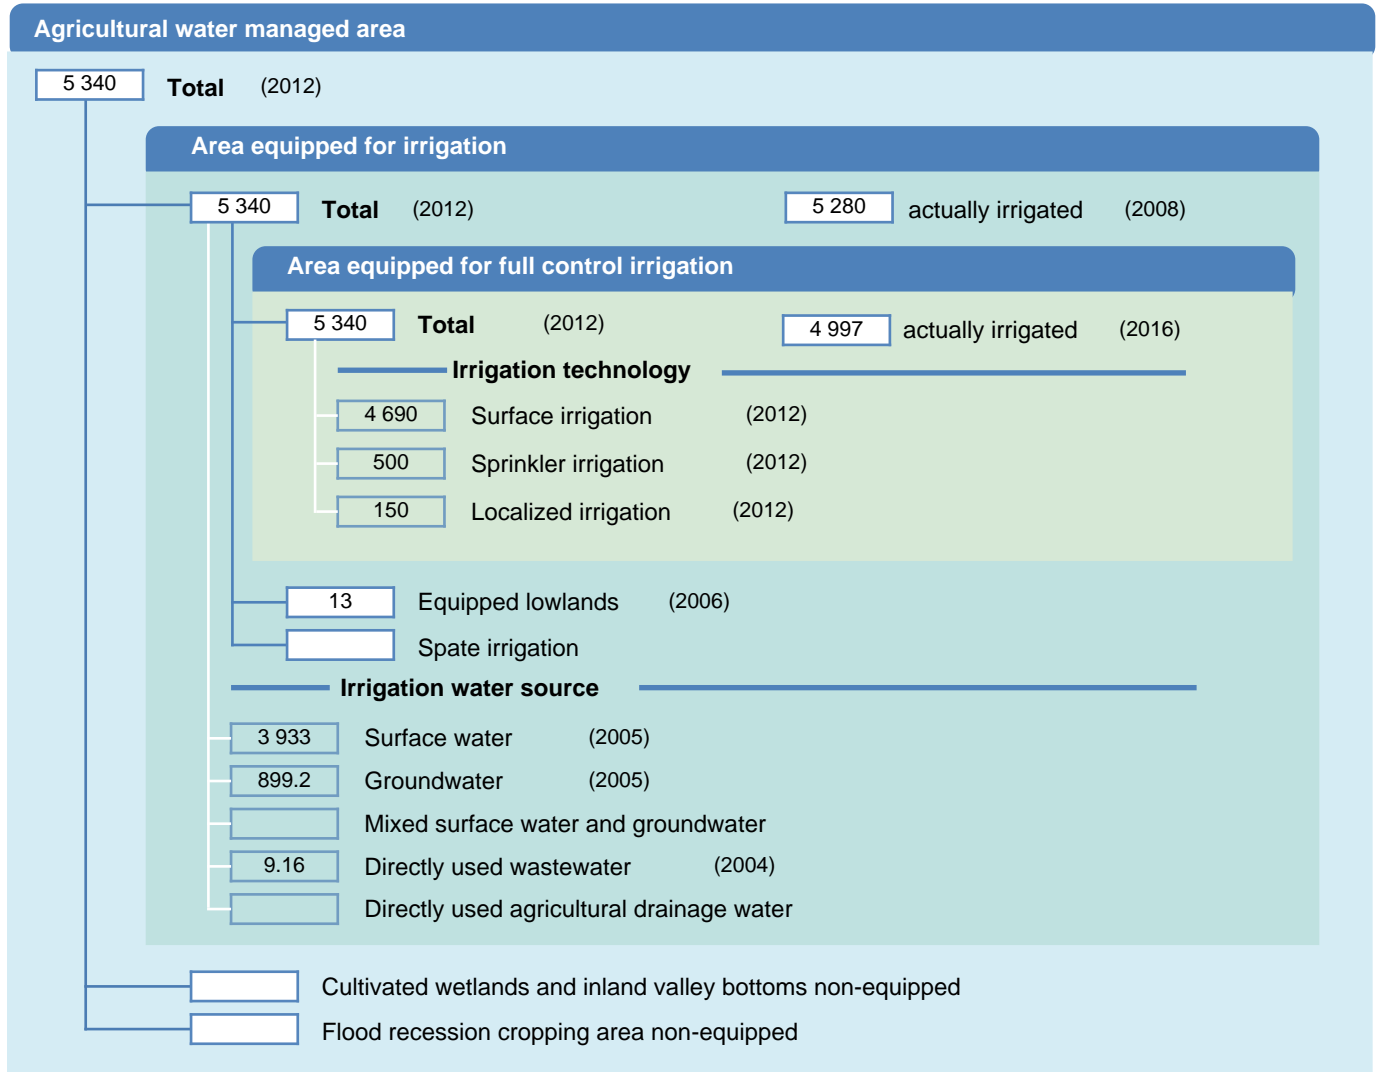 Agricultural water managed area
5 340 Total (2012)
Area equipped for irrigation
5 340 Total (2012) 5 280 actually irrigated (2008)
Area equipped for full control irrigation
5 340 Total (2012) 4 997 actually irrigated (2016)
Irrigation technology
4 690 Surface irrigation (2012)
500 Sprinkler irrigation (2012)
150 Localized irrigation (2012)
13 Equipped lowlands (2006)
Spate irrigation
Irrigation water source
3 933 Surface water (2005)
899.2 Groundwater (2005)
Mixed surface water and groundwater
9.16 Directly used wastewater (2004)
Directly used agricultural drainage water
Cultivated wetlands and inland valley bottoms non-equipped
Flood recession cropping area non-equipped